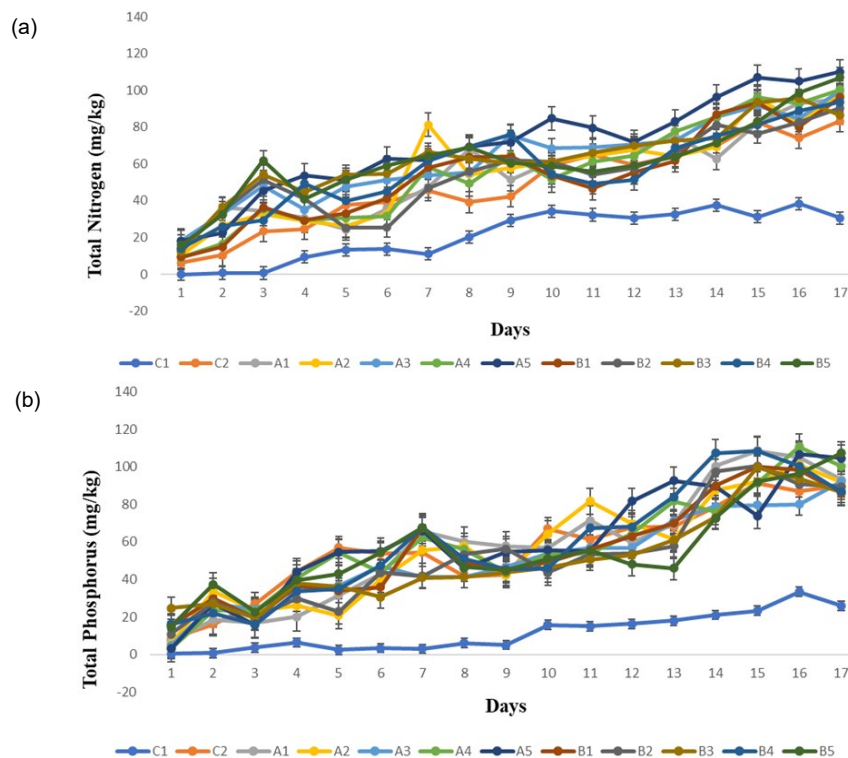 (a)
Total Nitrogen (mg/kg)
140
120
100
80
60
40
20
0
-20
1 2 3 4 5 6 7 8 9 10 11 12 13 14 15 16 17
Days
C1 C2 A1 A2 A3 A4 A5 B1 B2 B3 B4 B5
(b)
Total Phosphorus (mg/kg)
140
120
100
80
60
40
20
0
-20
1 2 3 4 5 6 7 8 9 10 11 12 13 14 15 16 17
Days
C1 C2 A1 A2 A3 A4 A5 B1 B2 B3 B4 B5